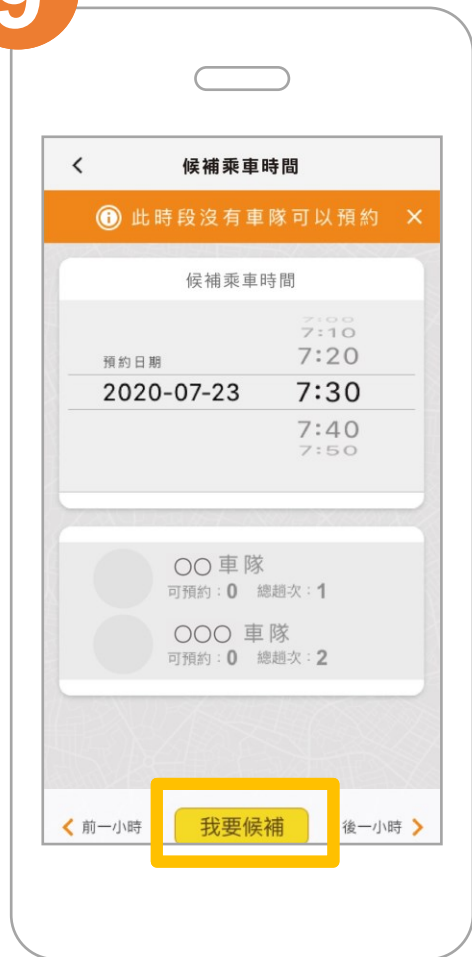 9
候補乘車時間
此時段沒有車隊可以預約
候補乘車時間
7:00
7:10
預約日期 7:20
2020-07-23 7:30
7:40
7:50
○○車隊
可預約:0 總趟次:1
○○○ 車隊
可預約:0 總趟次:2
前一小時 我要候補 後一小時